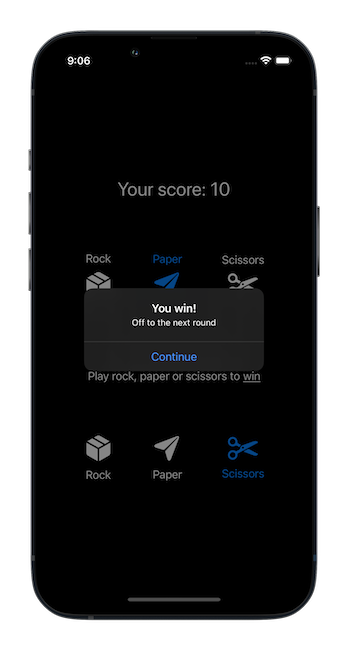 9:06
Your score: 10
Rock Paper Scissors
You win!
Off to the next round
Continue
Play rock, paper or scissors to win
Rock Paper Scissors